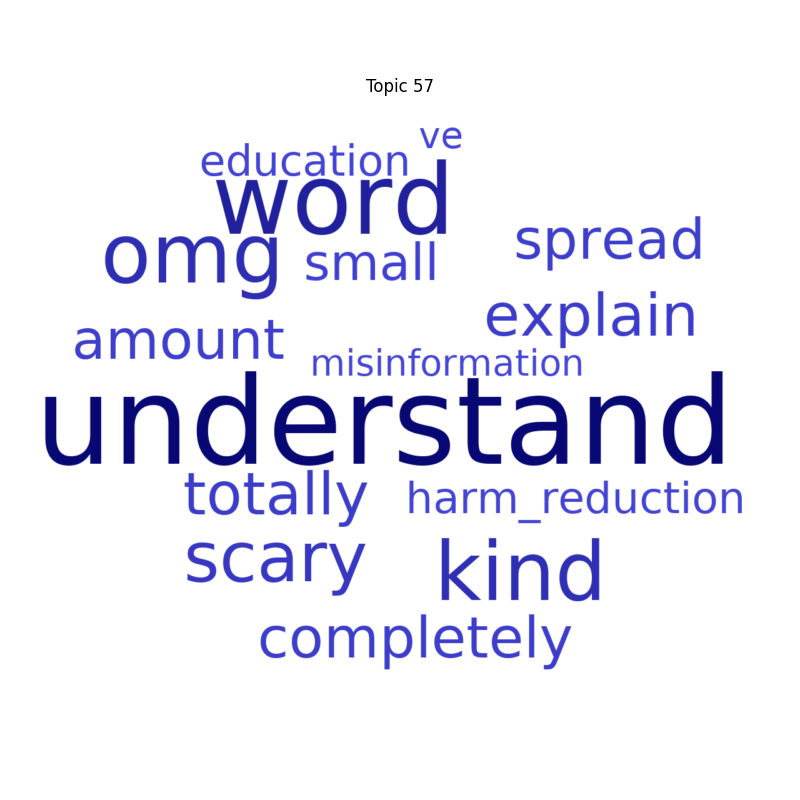 Topic 57
ve
education
word
omg
small
spread
explain
amount
misinformation
understand
totally
harm_reduction
scary
kind
completely